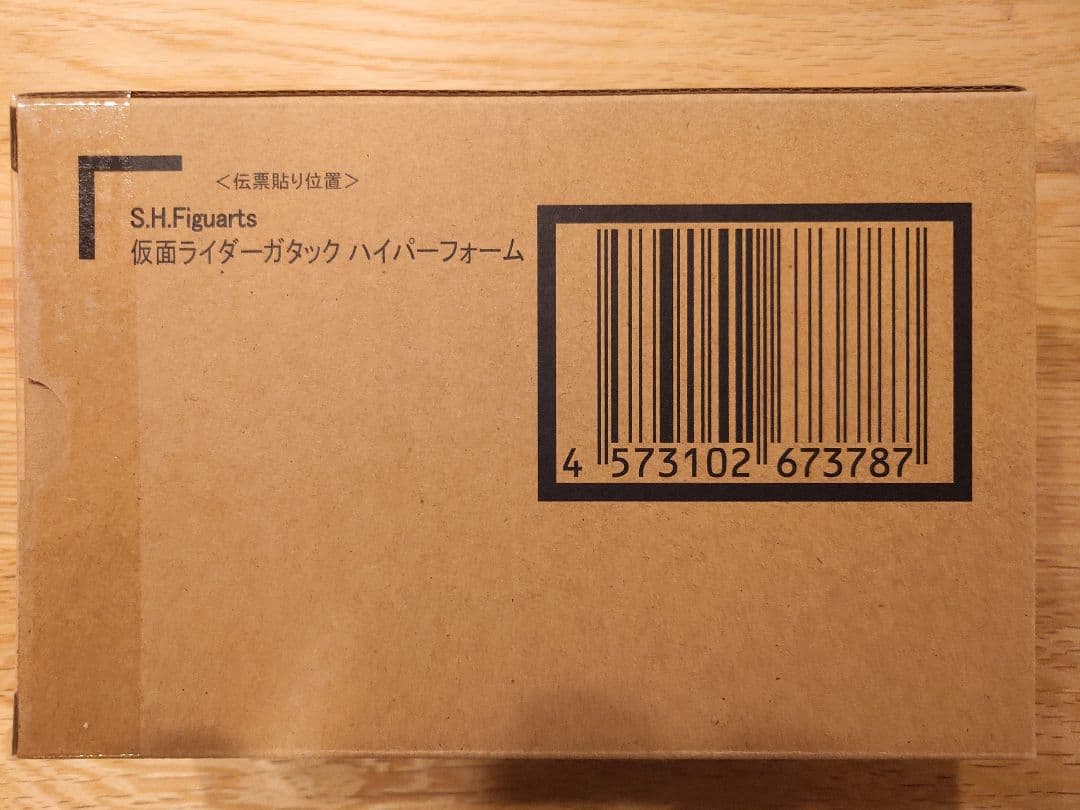 <伝票貼り位置>
S.H.Figuarts
仮面ライダーガタック ハイパーフォーム
4 573102 673787